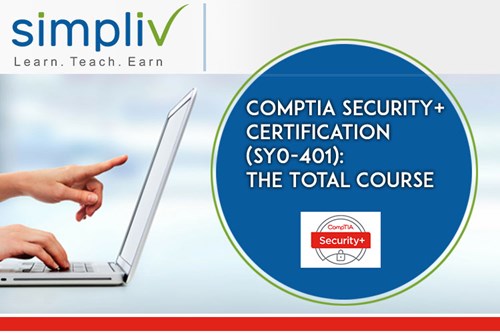 simpliv
Learn. Teach. Earn
COMPTIA SECURITY+
CERTIFICATION
(SY0-401):
THE TOTAL COURSE
CompTIA
Security+